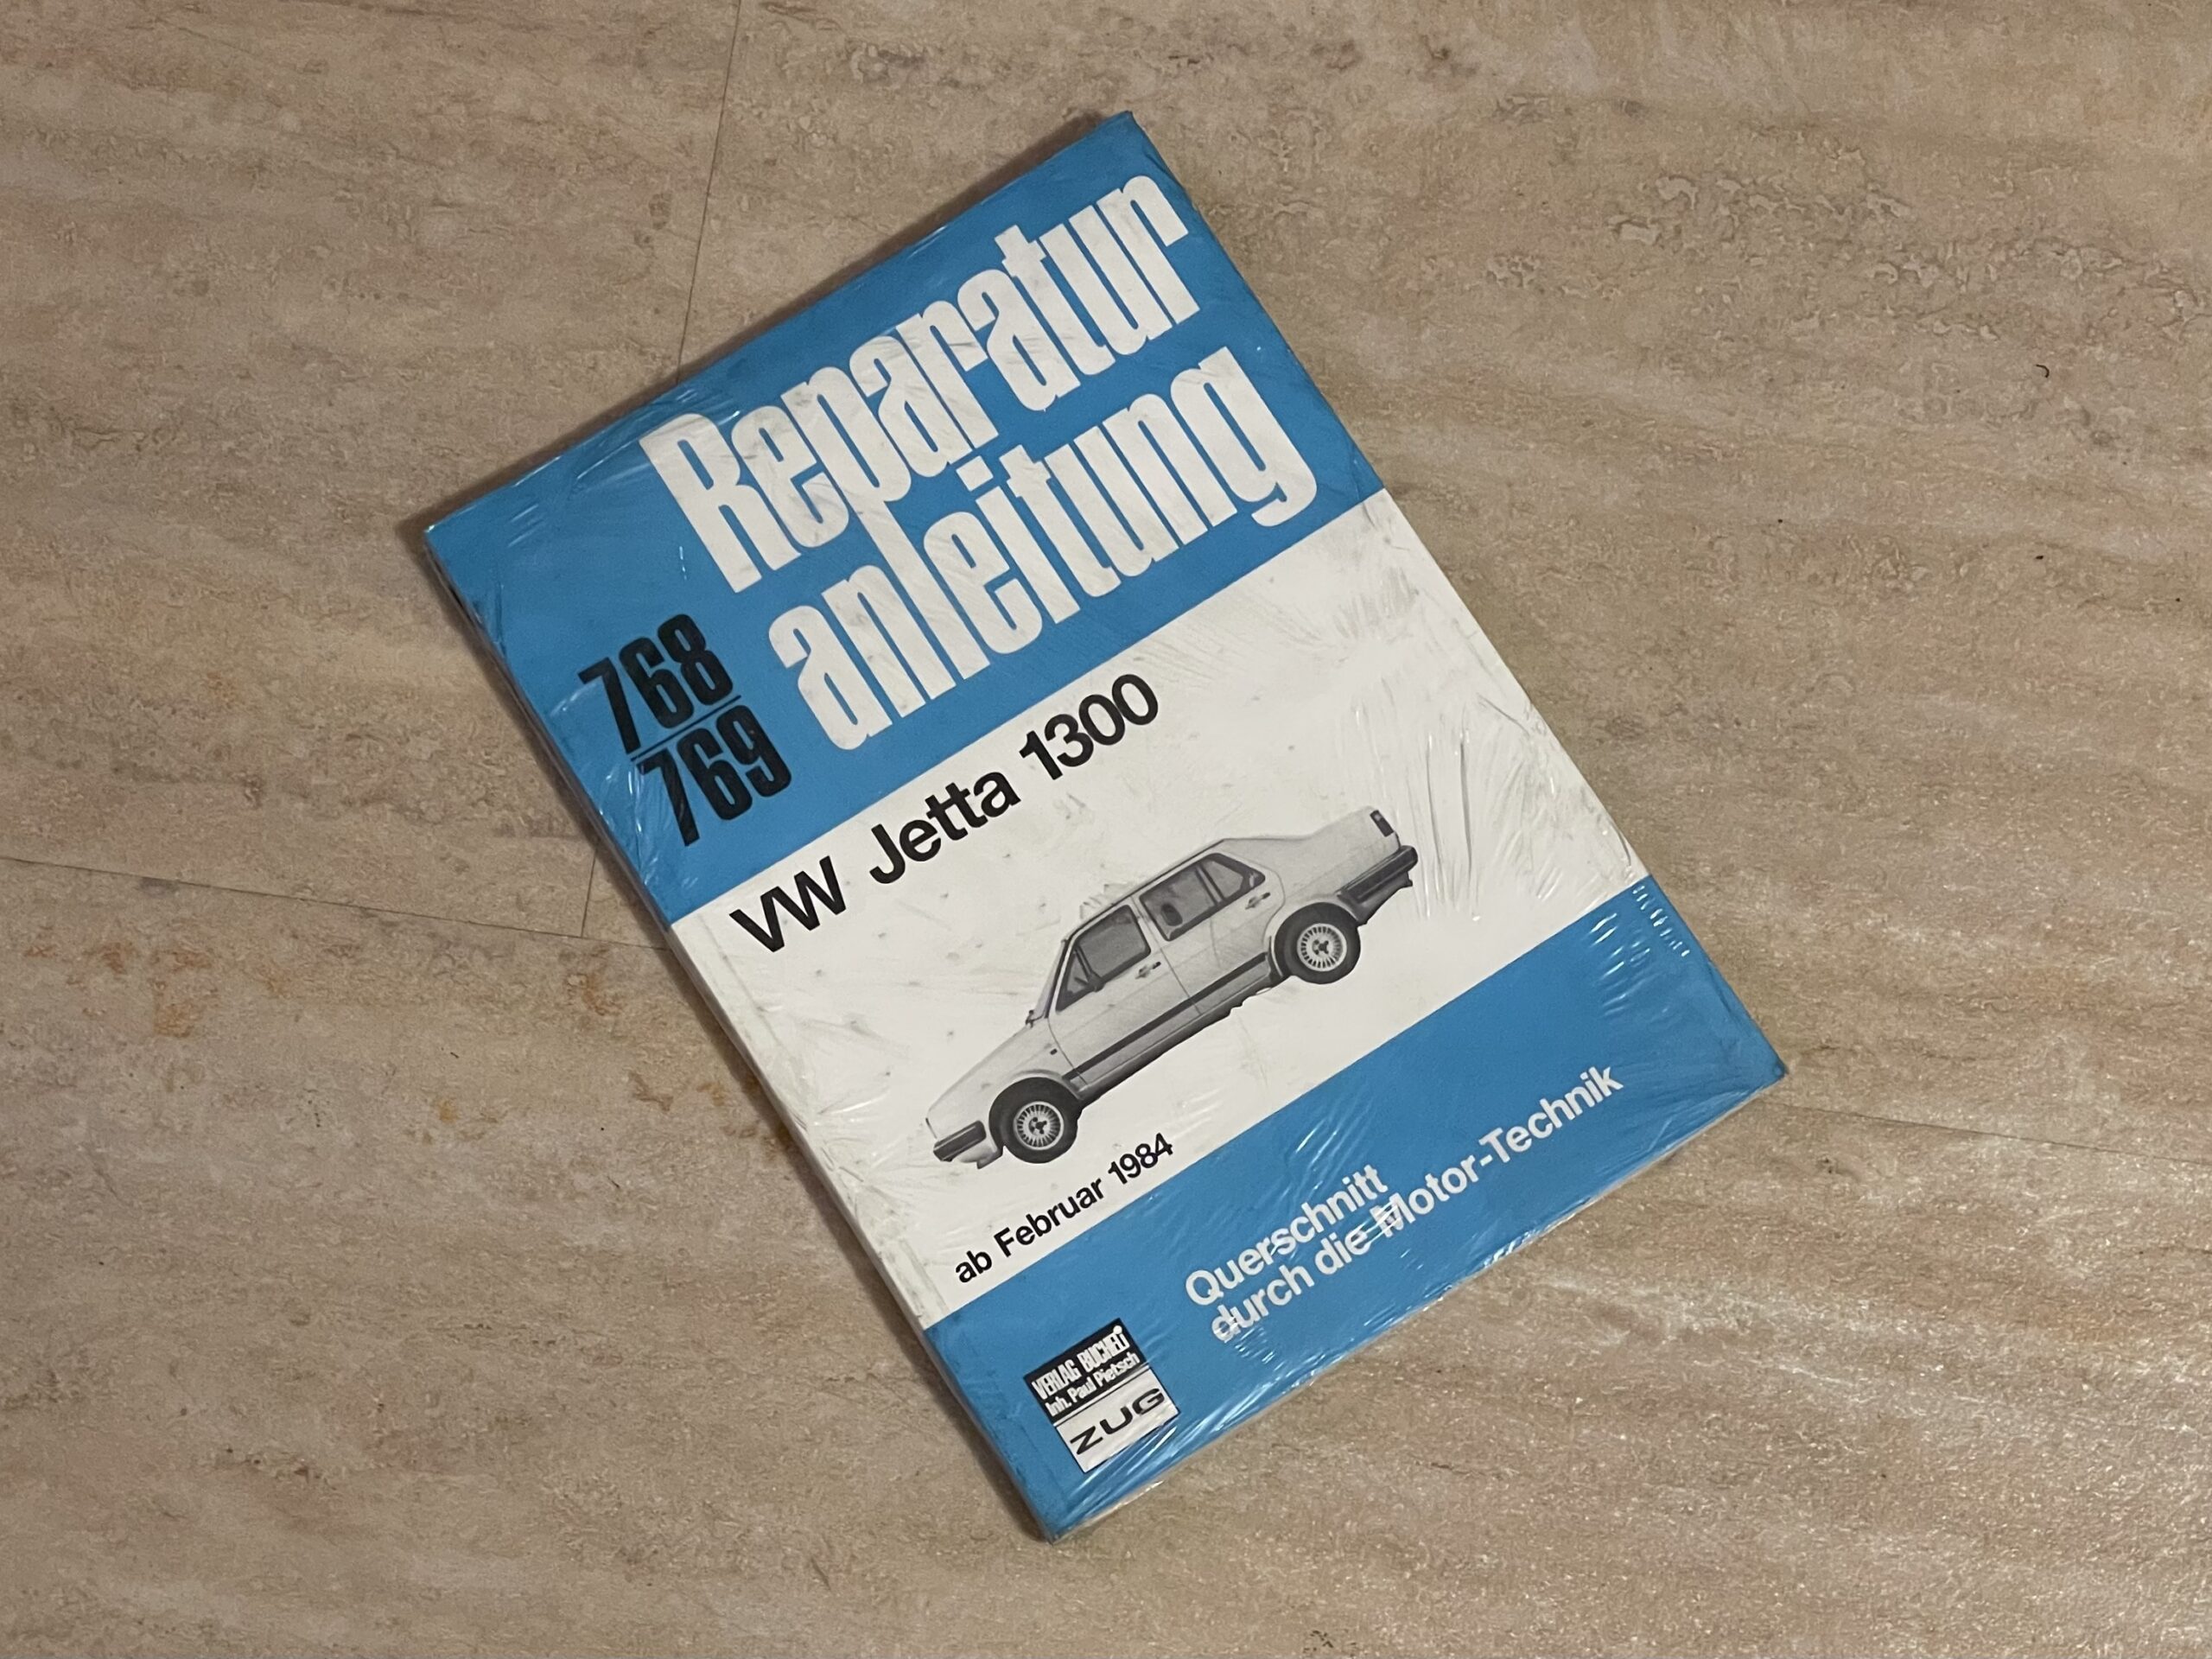 Reparatur
anleitung
768
769
VW Jetta 1300
ab Februar 1984
Querschnitt
durch die Motor-Technik
VERLAG BUCHELI
Inh. Paul Pietsch
ZUG